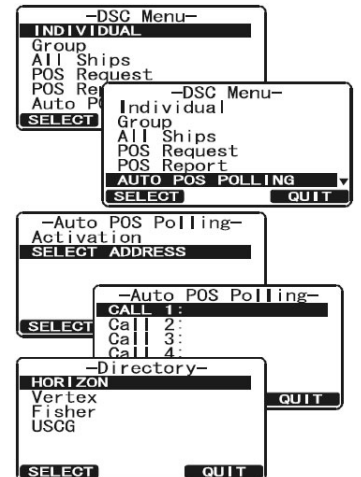 —DSC Menu—
INDIVIDUAL
Group
All Ships
POS Request
POS Re
Auto P
SELECT
—DSC Menu—
Individual
Group
All Ships
POS Request
POS Report
AUTO POS POLLING ▼
SELECT QUIT
—Auto POS Polling—
Activation
SELECT ADDRESS
SELECT
—Auto POS Polling—
CALL 1:
Call 2:
Call 3:
Call 4:
QUIT
—Directory—
HORIZON
Vertex
Fisher
USCG
SELECT QUIT